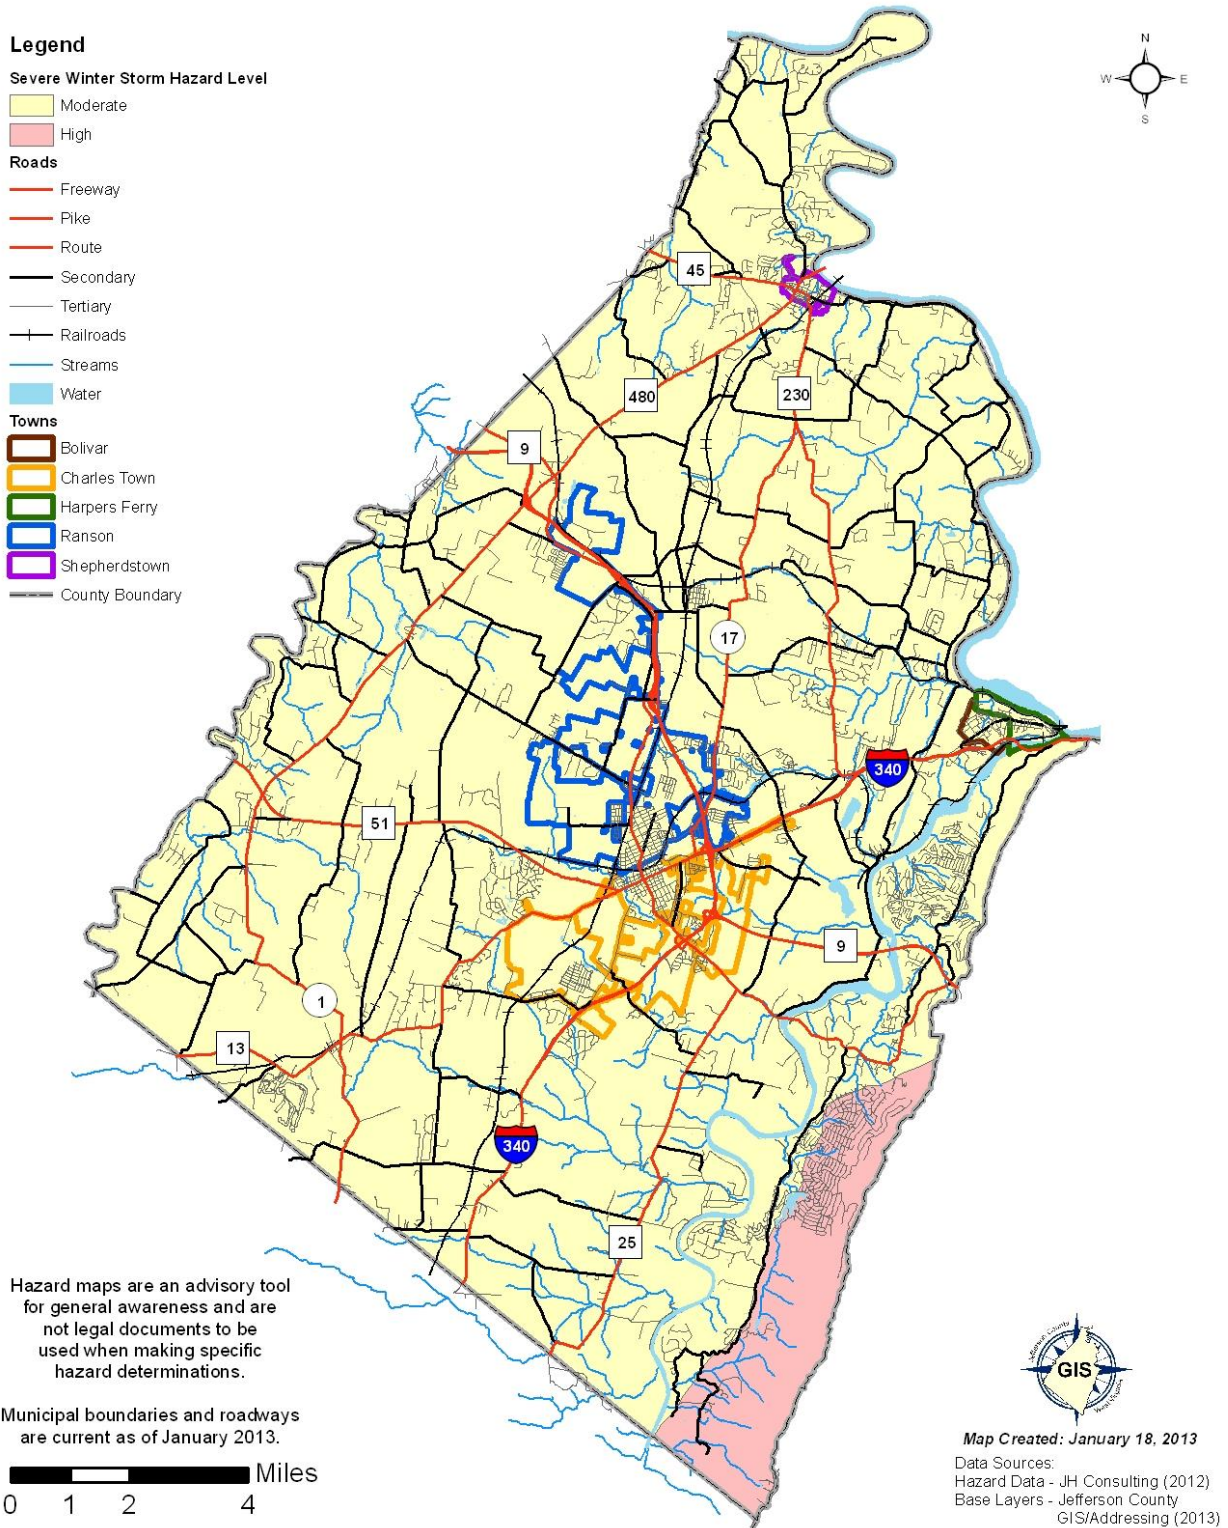 Legend
Severe Winter Storm Hazard Level
Moderate
High
Roads
Freeway
Pike
Route
Secondary
Tertiary
Railroads
Streams
Water
Towns
Bolivar
Charles Town
Harpers Ferry
Ranson
Shepherdstown
County Boundary
N
W E
S
45
480
230
9
17
340
51
9
1
13
340
25
Hazard maps are an advisory tool
for general awareness and are
not legal documents to be
used when making specific
hazard determinations.
Municipal boundaries and roadways
are current as of January 2013.
Miles
0 1 2 4
Jefferson County
GIS
West Virginia
Map Created: January 18, 2013
Data Sources:
Hazard Data - JH Consulting (2012)
Base Layers - Jefferson County
GIS/Addressing (2013)